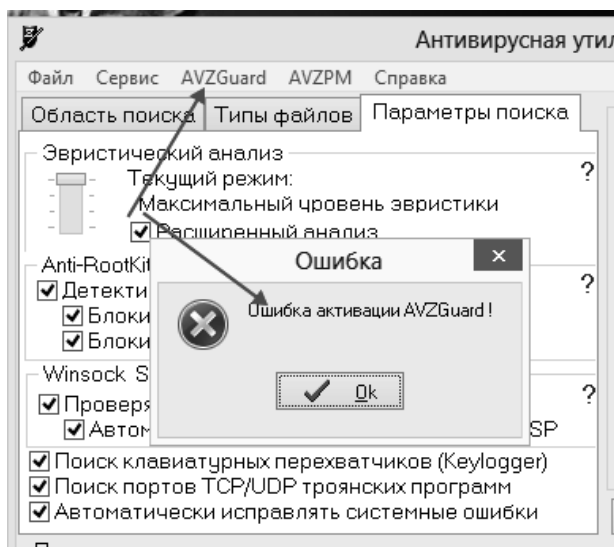 Антивирусная ути
Файл Сервис AVZGuard AVZPM Справка
Область поиска Типы файлов Параметры поиска
Эвристический анализ
Текущий режим:
Максимальный уровень эвристики
?
Расширенный анализ
Ошибка
Ошибка активации AVZGuard !
Ok
Anti-RootKit
?
Детекти
Блоки
Блоки
Winsock S
?
Проверя
Автом
SP
Поиск клавиатурных перехватчиков (Keylogger)
Поиск портов TCP/UDP троянских программ
Автоматически исправлять системные ошибки